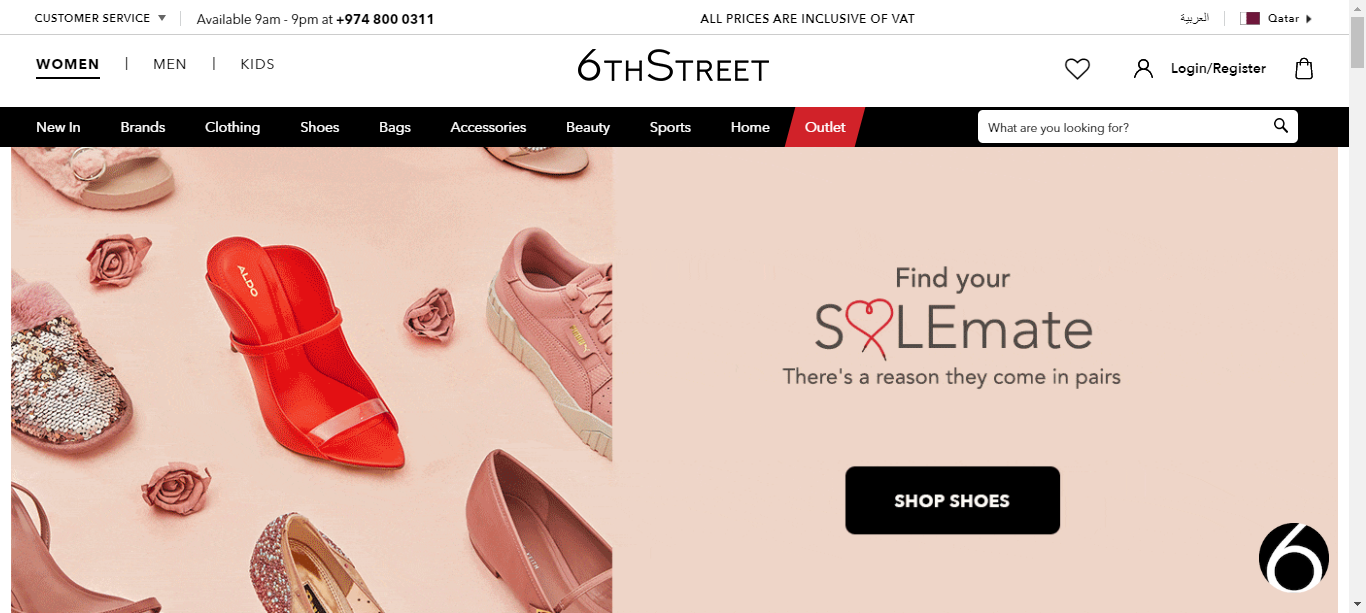 CUSTOMER SERVICE
Available 9am - 9pm at +974 800 0311
ALL PRICES ARE INCLUSIVE OF VAT
العربية
Qatar
WOMEN | MEN | KIDS
6THSTREET
Login/Register
New In Brands Clothing Shoes Bags Accessories Beauty Sports Home Outlet
What are you looking for?
ALDO
Find your
SOLEmate
There's a reason they come in pairs
SHOP SHOES
6